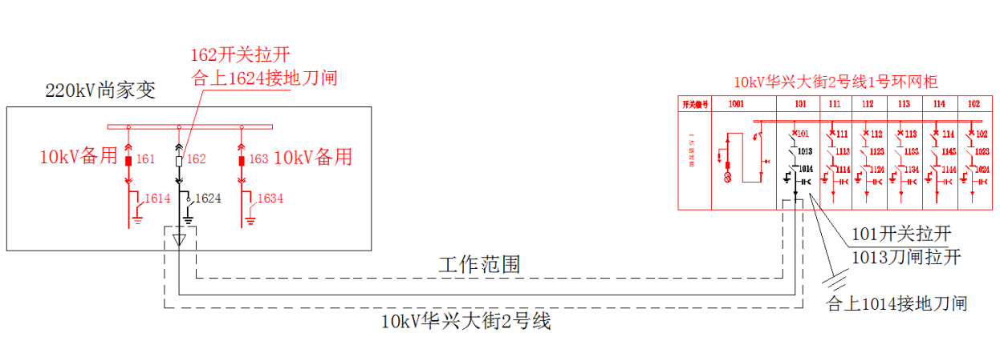 162开关拉开
合上1624接地刀闸
220kV尚家变
10kV华兴大街2号线1号环网柜
开关编号 1001 101 111 112 113 114 102
一次接线图
10kV备用 161 162 163 10kV备用
1614 1624 1634
101 111 112 113 114 102
1013 1113 1123 1133 1143 1023
1014 1114 1124 1134 1144 1024
101开关拉开
1013刀闸拉开
合上1014接地刀闸
工作范围
10kV华兴大街2号线